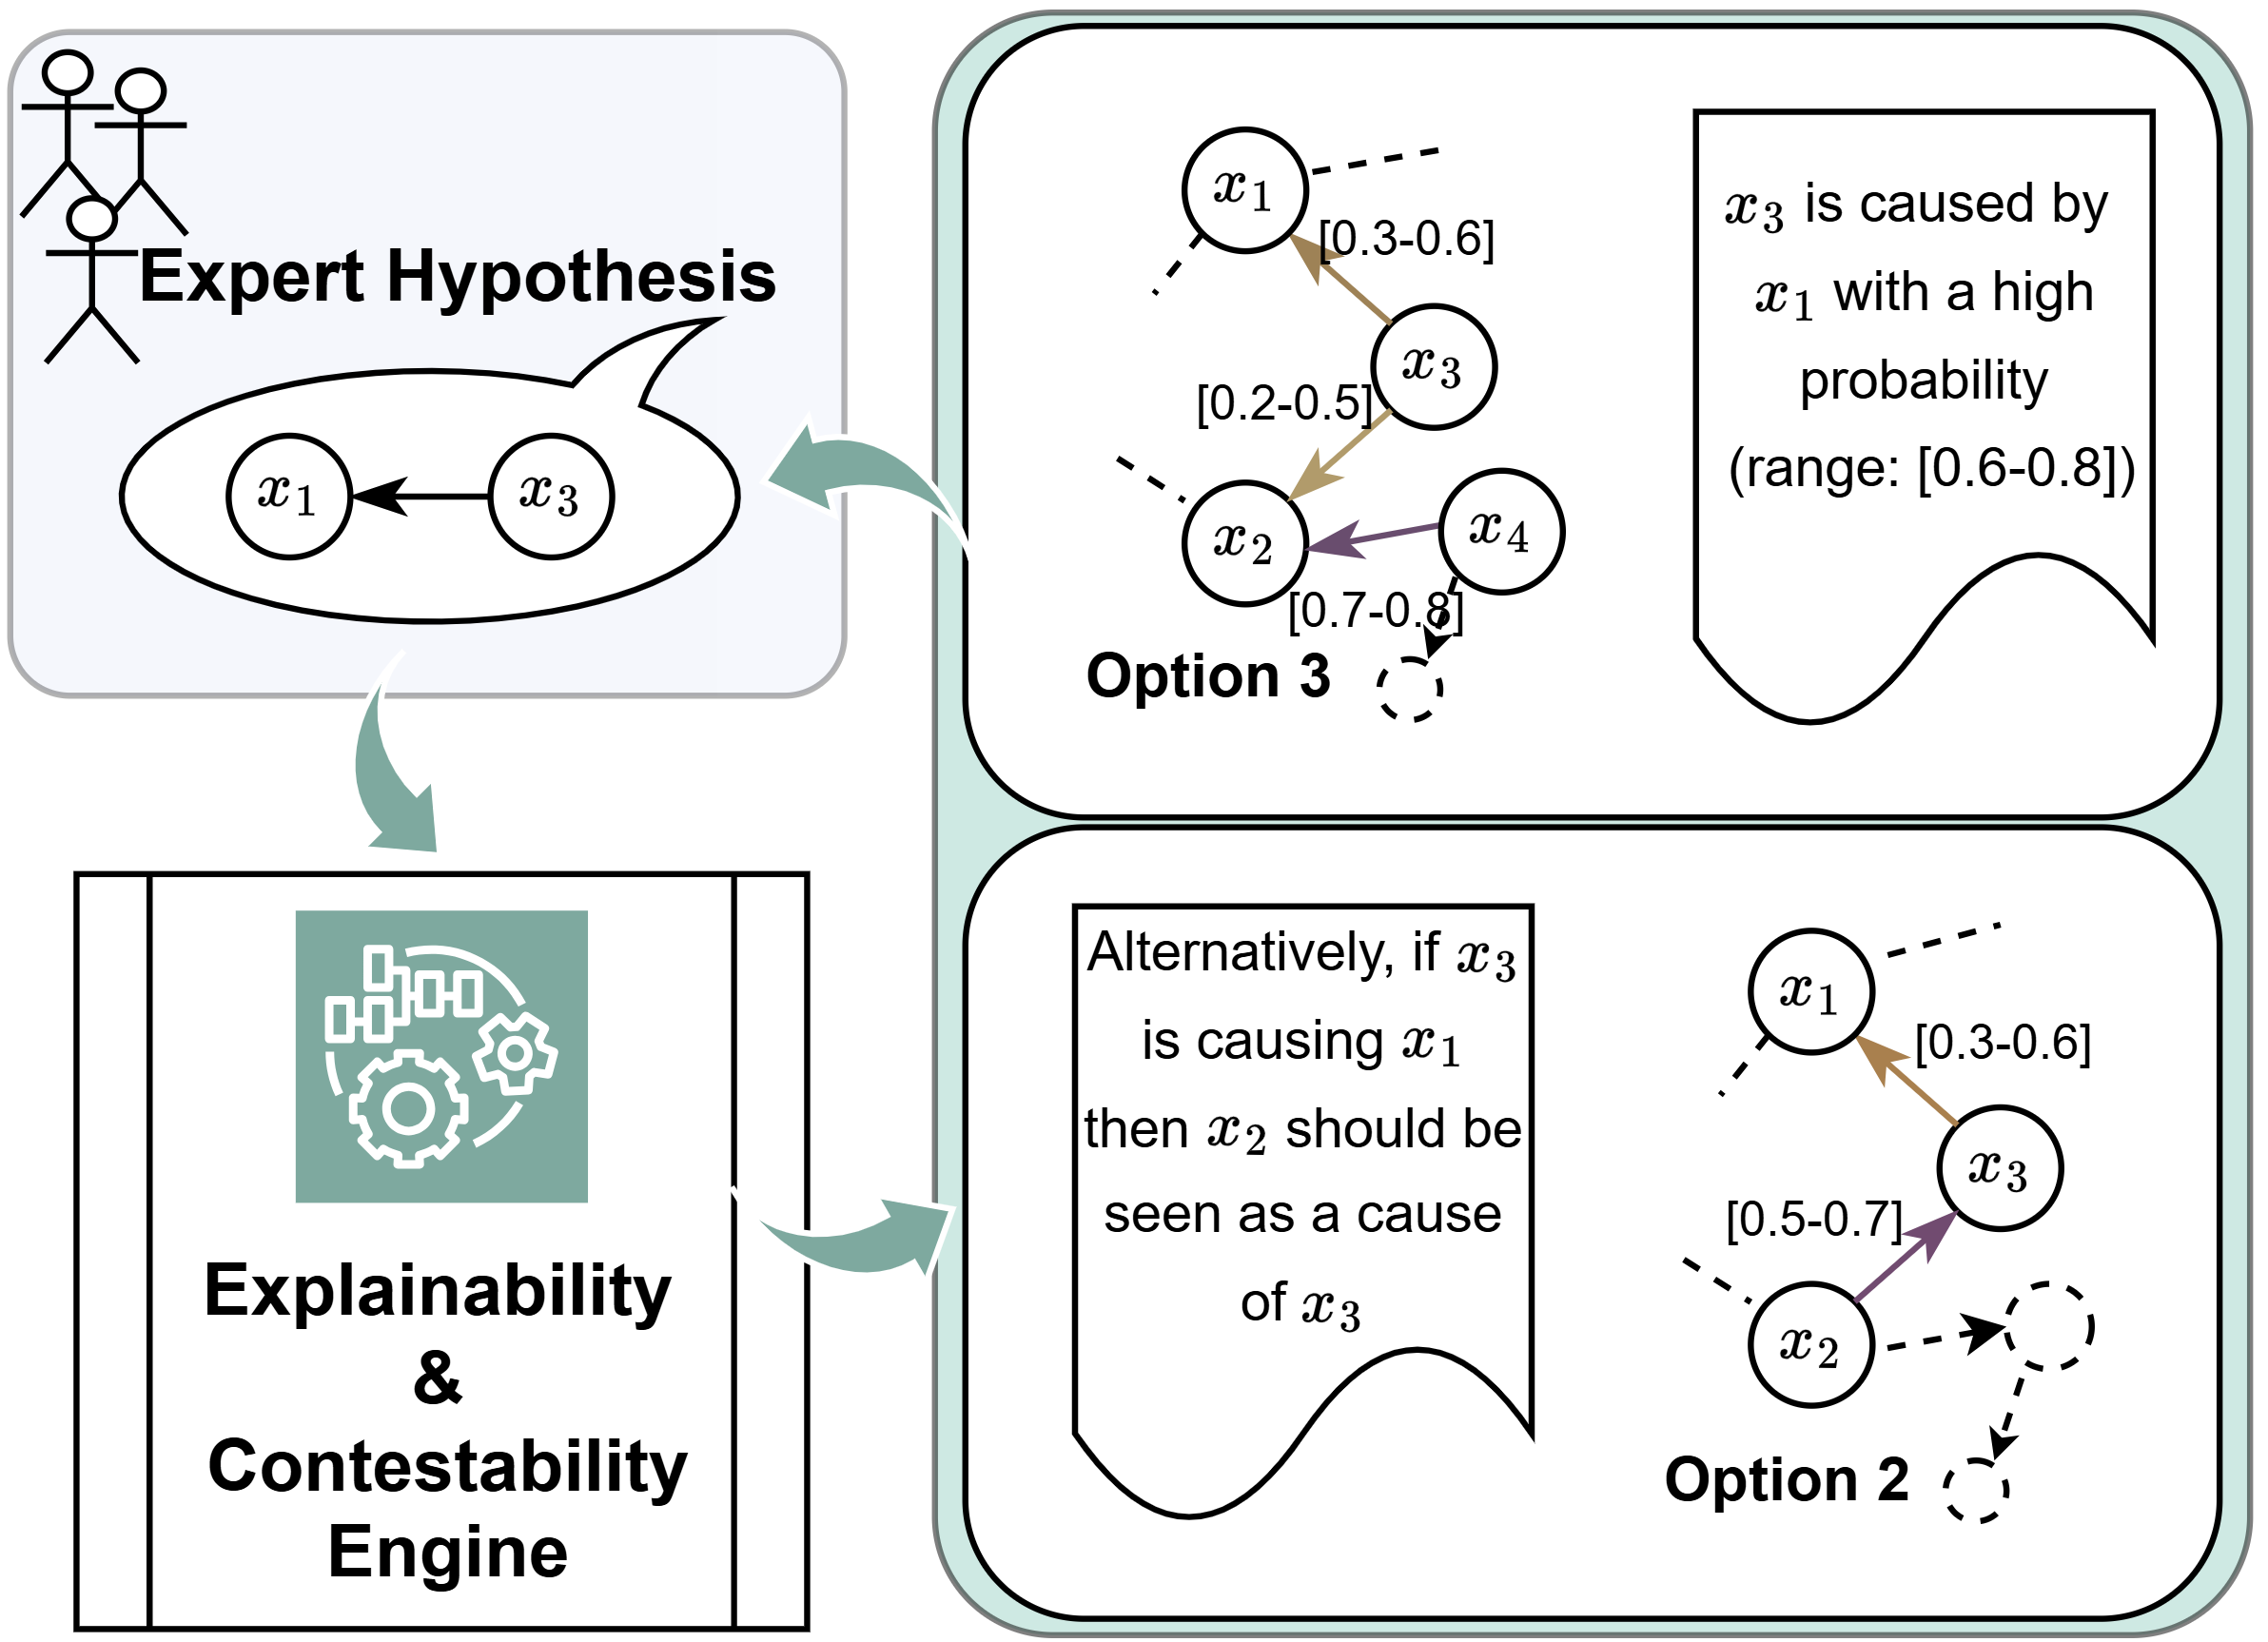 Expert Hypothesis
x1
x3
x1
[0.3-0.6]
x3
[0.2-0.5]
x2
x4
[0.7-0.8]
Option 3
x3 is caused by
x1 with a high
probability
(range: [0.6-0.8])
Explainability
&
Contestability
Engine
Alternatively, if x3
is causing x1
then x2 should be
seen as a cause
of x3
x1
[0.3-0.6]
x3
[0.5-0.7]
x2
Option 2